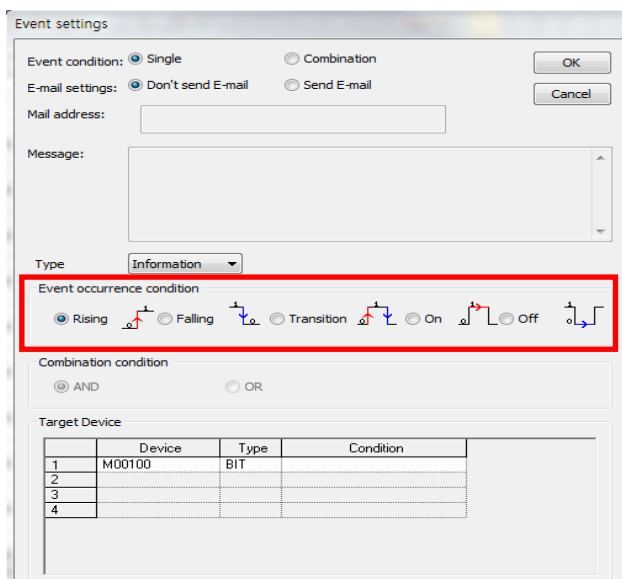 Event settings
Event condition: Single Combination OK
E-mail settings: Don't send E-mail Send E-mail Cancel
Mail address:
Message:
Type Information
Event occurrence condition
Rising Falling Transition On Off
Combination condition
AND OR
Target Device
Device Type Condition
1 M00100 BIT
2
3
4